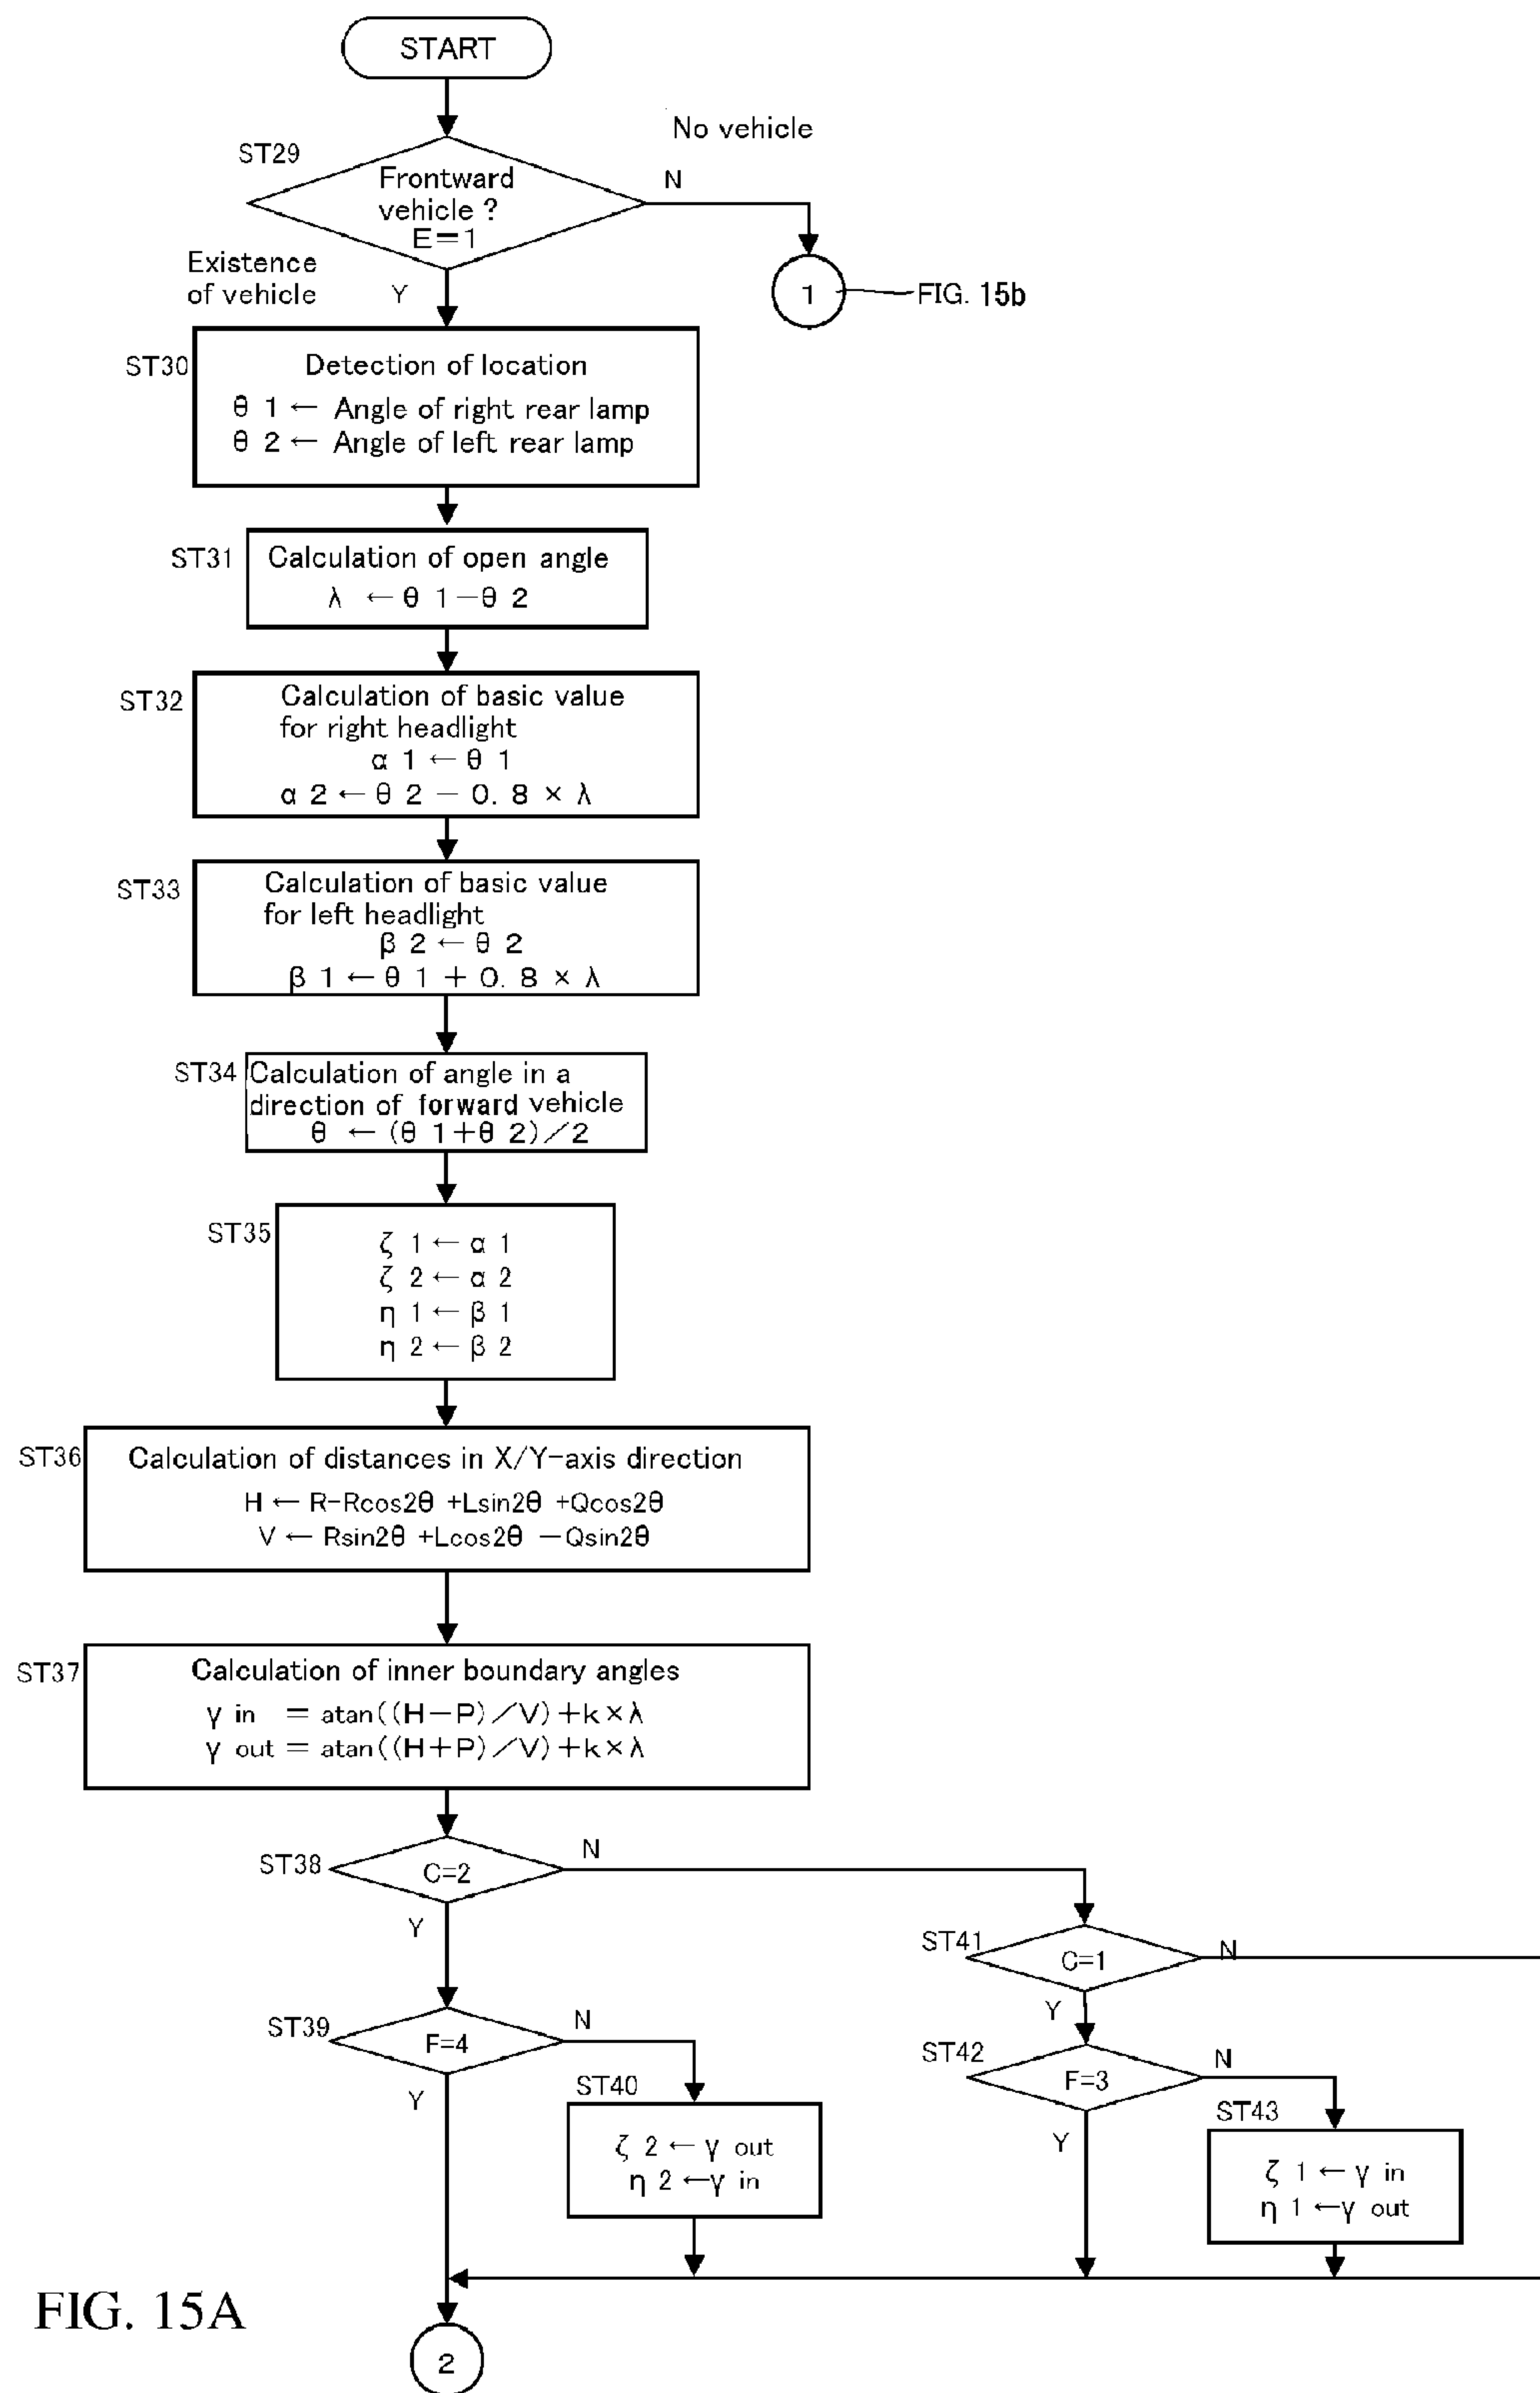 START
No vehicle
ST29
Frontward
vehicle ?
E=1
N
Existence
of vehicle
Y
1
FIG. 15b
ST30
Detection of location
θ 1 ← Angle of right rear lamp
θ 2 ← Angle of left rear lamp
ST31
Calculation of open angle
λ ← θ 1−θ 2
ST32
Calculation of basic value
for right headlight
α 1 ← θ 1
α 2 ← θ 2 − 0. 8 × λ
ST33
Calculation of basic value
for left headlight
β 2 ← θ 2
β 1 ← θ 1 + 0. 8 × λ
ST34
Calculation of angle in a
direction of forward vehicle
θ ← (θ 1+θ 2)/2
ST35
ζ 1 ← α 1
ζ 2 ← α 2
η 1 ← β 1
η 2 ← β 2
ST36
Calculation of distances in X/Y-axis direction
H ← R-Rcos2θ +Lsin2θ +Qcos2θ
V ← Rsin2θ +Lcos2θ −Qsin2θ
ST37
Calculation of inner boundary angles
γ in = atan((H−P)/V)+k×λ
γ out = atan((H+P)/V)+k×λ
ST38
C=2
N
Y
ST41
C=1
N
Y
ST39
F=4
N
Y
ST42
F=3
N
Y
ST40
ζ 2 ← γ out
η 2 ←γ in
ST43
ζ 1 ← γ in
η 1 ←γ out
FIG. 15A
2